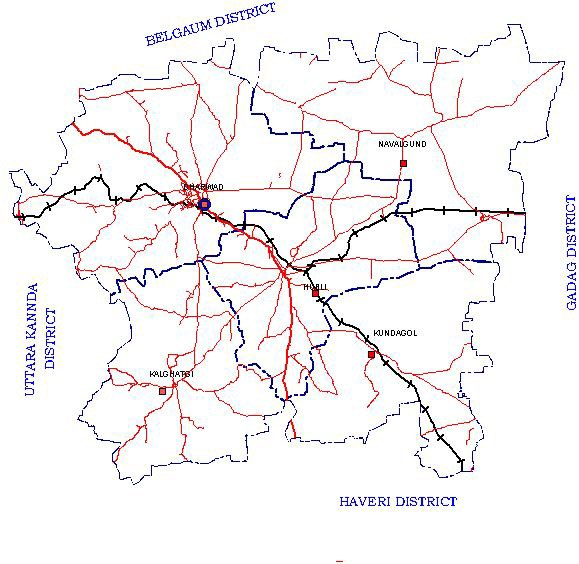 BELGAUM DISTRICT
NAVALGUND
DHARWAD
GADAG DISTRICT
HUBLI
UTTARA KANNDA
DISTRICT
KUNDAGOL
KALGHATGI
HAVERI DISTRICT